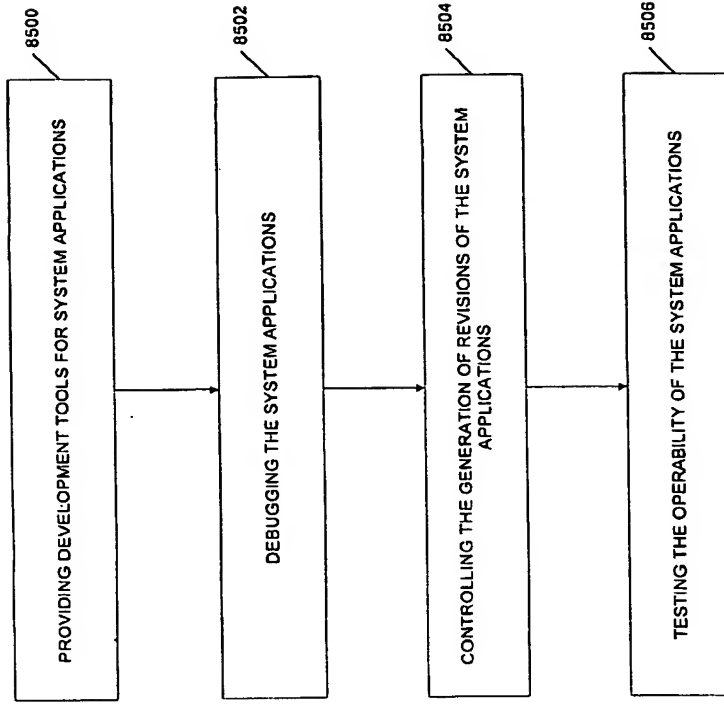 PROVIDING DEVELOPMENT TOOLS FOR SYSTEM APPLICATIONS
8500
DEBUGGING THE SYSTEM APPLICATIONS
8502
CONTROLLING THE GENERATION OF REVISIONS OF THE SYSTEM
APPLICATIONS
8504
TESTING THE OPERABILITY OF THE SYSTEM APPLICATIONS
8506